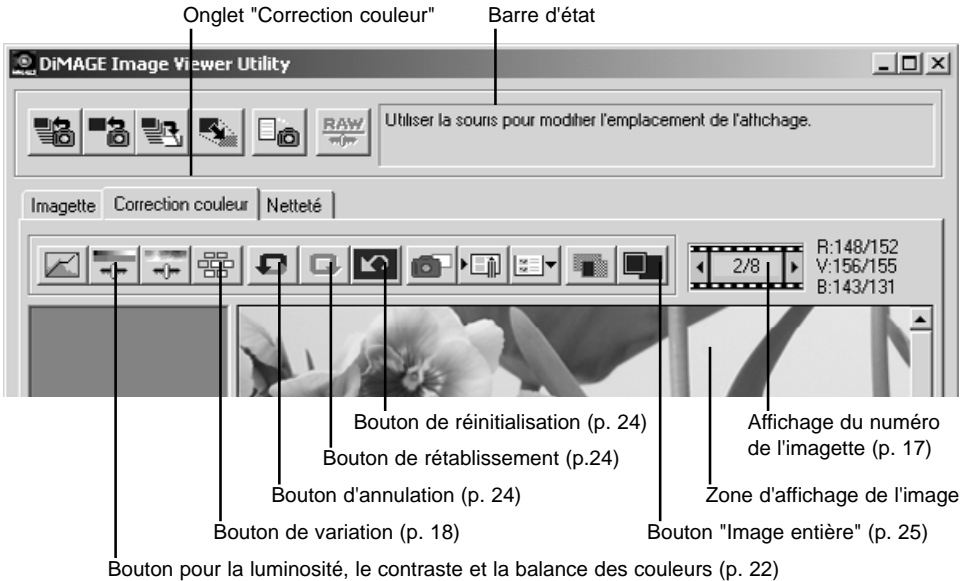 Onglet "Correction couleur"
Barre d'état
DiMAGE Image Viewer Utility
RAW
Utiliser la souris pour modifier l'emplacement de l'affichage.
Imagette
Correction couleur
Netteté
2/8
R:148/152
V:156/155
B:143/131
Bouton de réinitialisation (p. 24)
Affichage du numéro
de l'imagette (p. 17)
Bouton de rétablissement (p.24)
Bouton d'annulation (p. 24)
Zone d'affichage de l'image
Bouton de variation (p. 18)
Bouton "Image entière" (p. 25)
Bouton pour la luminosité, le contraste et la balance des couleurs (p. 22)